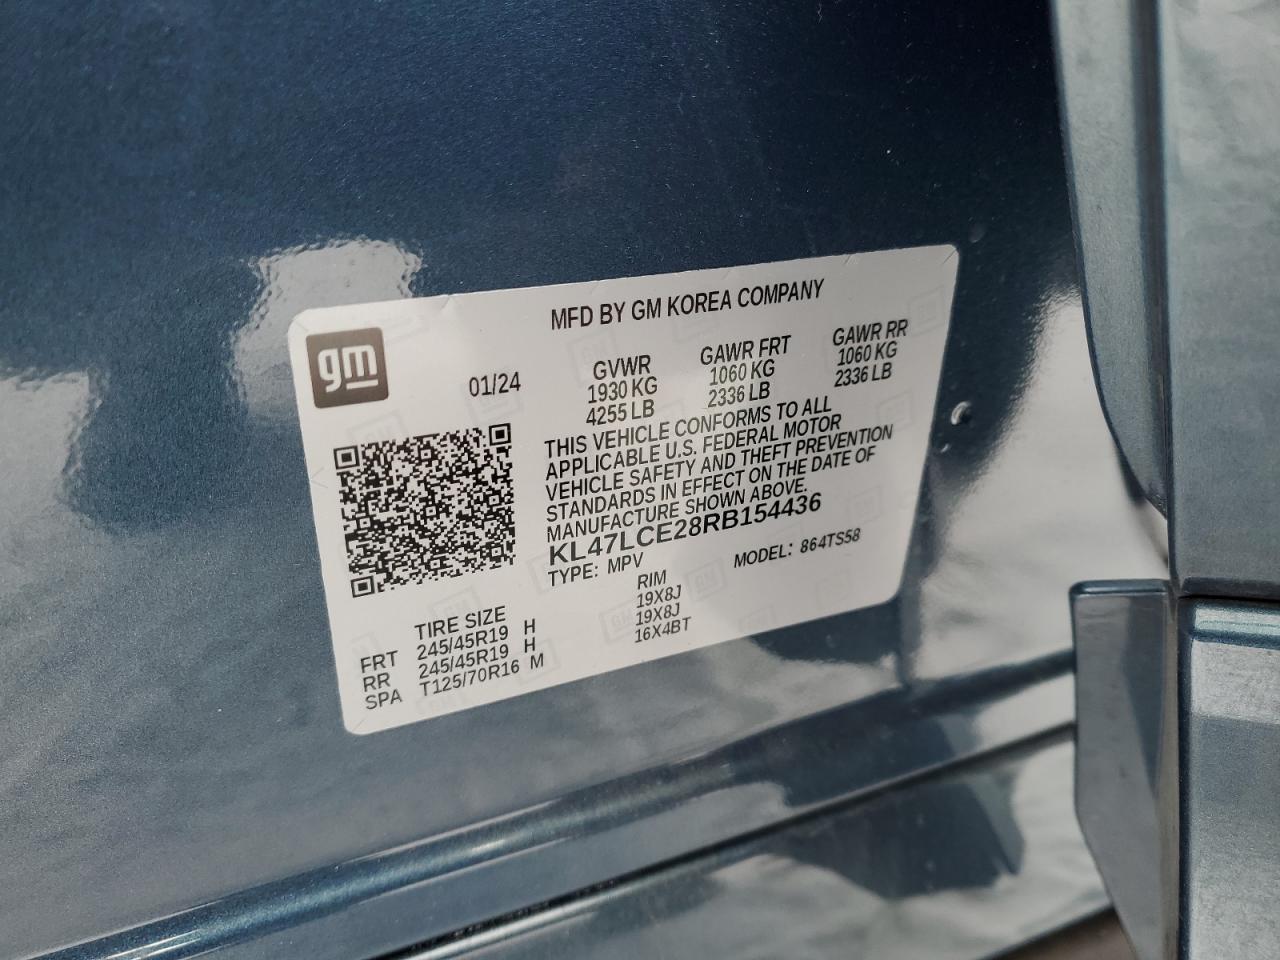 MFD BY GM KOREA COMPANY
gm
01/24
GVWR GAWR FRT GAWR RR
1930 KG 1060 KG 1060 KG
4255 LB 2336 LB 2336 LB
THIS VEHICLE CONFORMS TO ALL
APPLICABLE U.S. FEDERAL MOTOR
VEHICLE SAFETY AND THEFT PREVENTION
STANDARDS IN EFFECT ON THE DATE OF
MANUFACTURE SHOWN ABOVE.
KL47LCE28RB154436
TYPE: MPV MODEL: 864TS58
TIRE SIZE RIM
FRT 245/45R19 H 19X8J
RR 245/45R19 H 19X8J
SPA T125/70R16 M 16X4BT